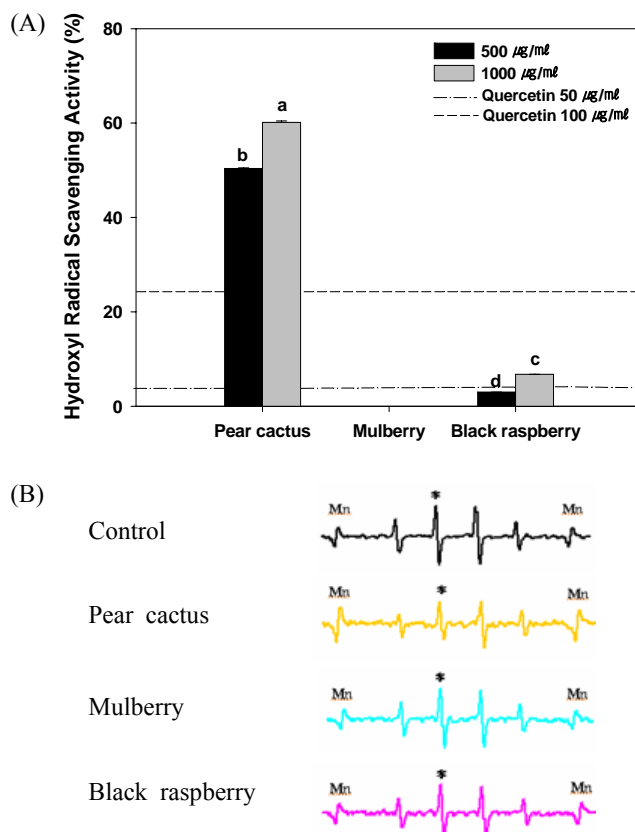 (A)
Hydroxyl Radical Scavenging Activity (%)
80
60
40
20
0
500 ㎍/㎖
1000 ㎍/㎖
Quercetin 50 ㎍/㎖
Quercetin 100 ㎍/㎖
b
a
d
c
Pear cactus Mulberry Black raspberry
(B)
Control
Mn * Mn
Pear cactus
Mn * Mn
Mulberry
Mn * Mn
Black raspberry
Mn * Mn